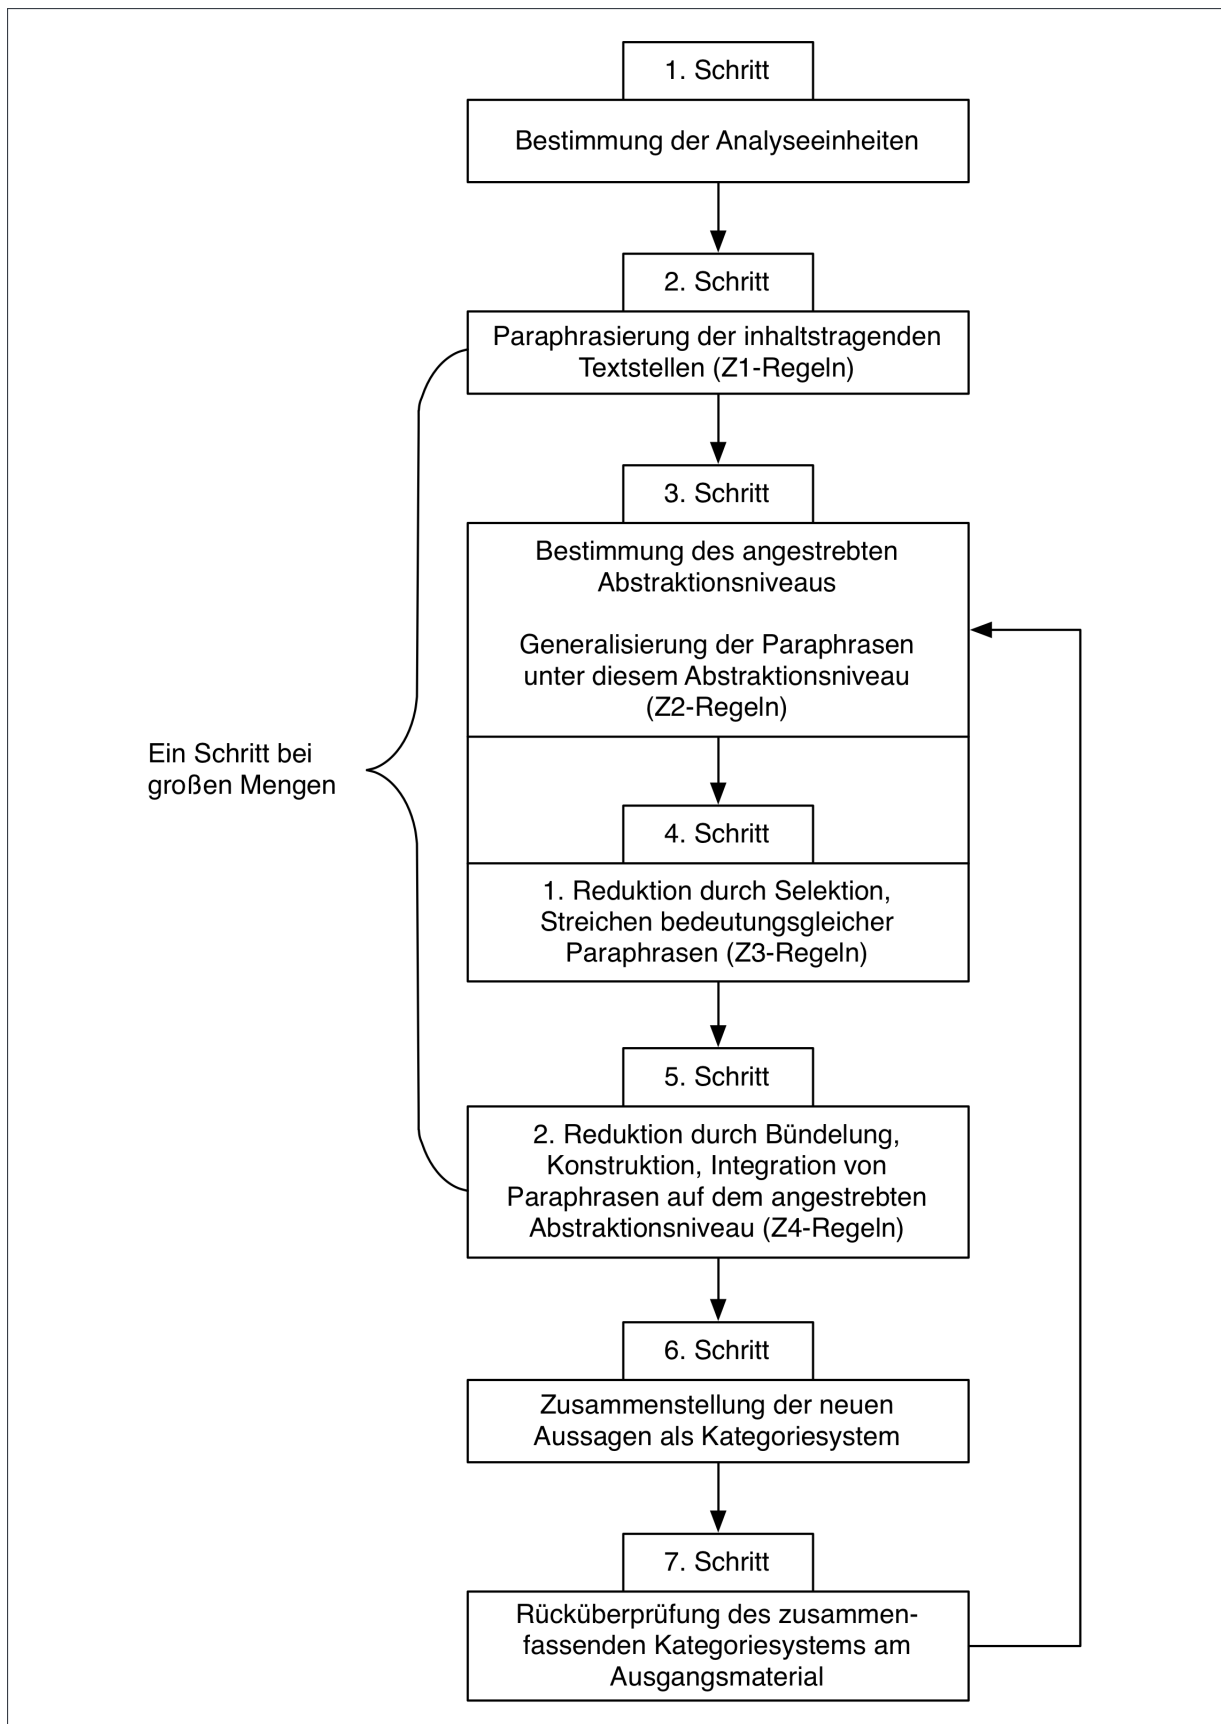 1. Schritt
Bestimmung der Analyseeinheiten
2. Schritt
Paraphrasierung der inhaltstragenden
Textstellen (Z1-Regeln)
3. Schritt
Bestimmung des angestrebten
Abstraktionsniveaus
Generalisierung der Paraphrasen
unter diesem Abstraktionsniveau
(Z2-Regeln)
Ein Schritt bei
großen Mengen
4. Schritt
1. Reduktion durch Selektion,
Streichen bedeutungsgleicher
Paraphrasen (Z3-Regeln)
5. Schritt
2. Reduktion durch Bündelung,
Konstruktion, Integration von
Paraphrasen auf dem angestrebten
Abstraktionsniveau (Z4-Regeln)
6. Schritt
Zusammenstellung der neuen
Aussagen als Kategoriesystem
7. Schritt
Rücküberprüfung des zusammen-
fassenden Kategoriesystems am
Ausgangsmaterial